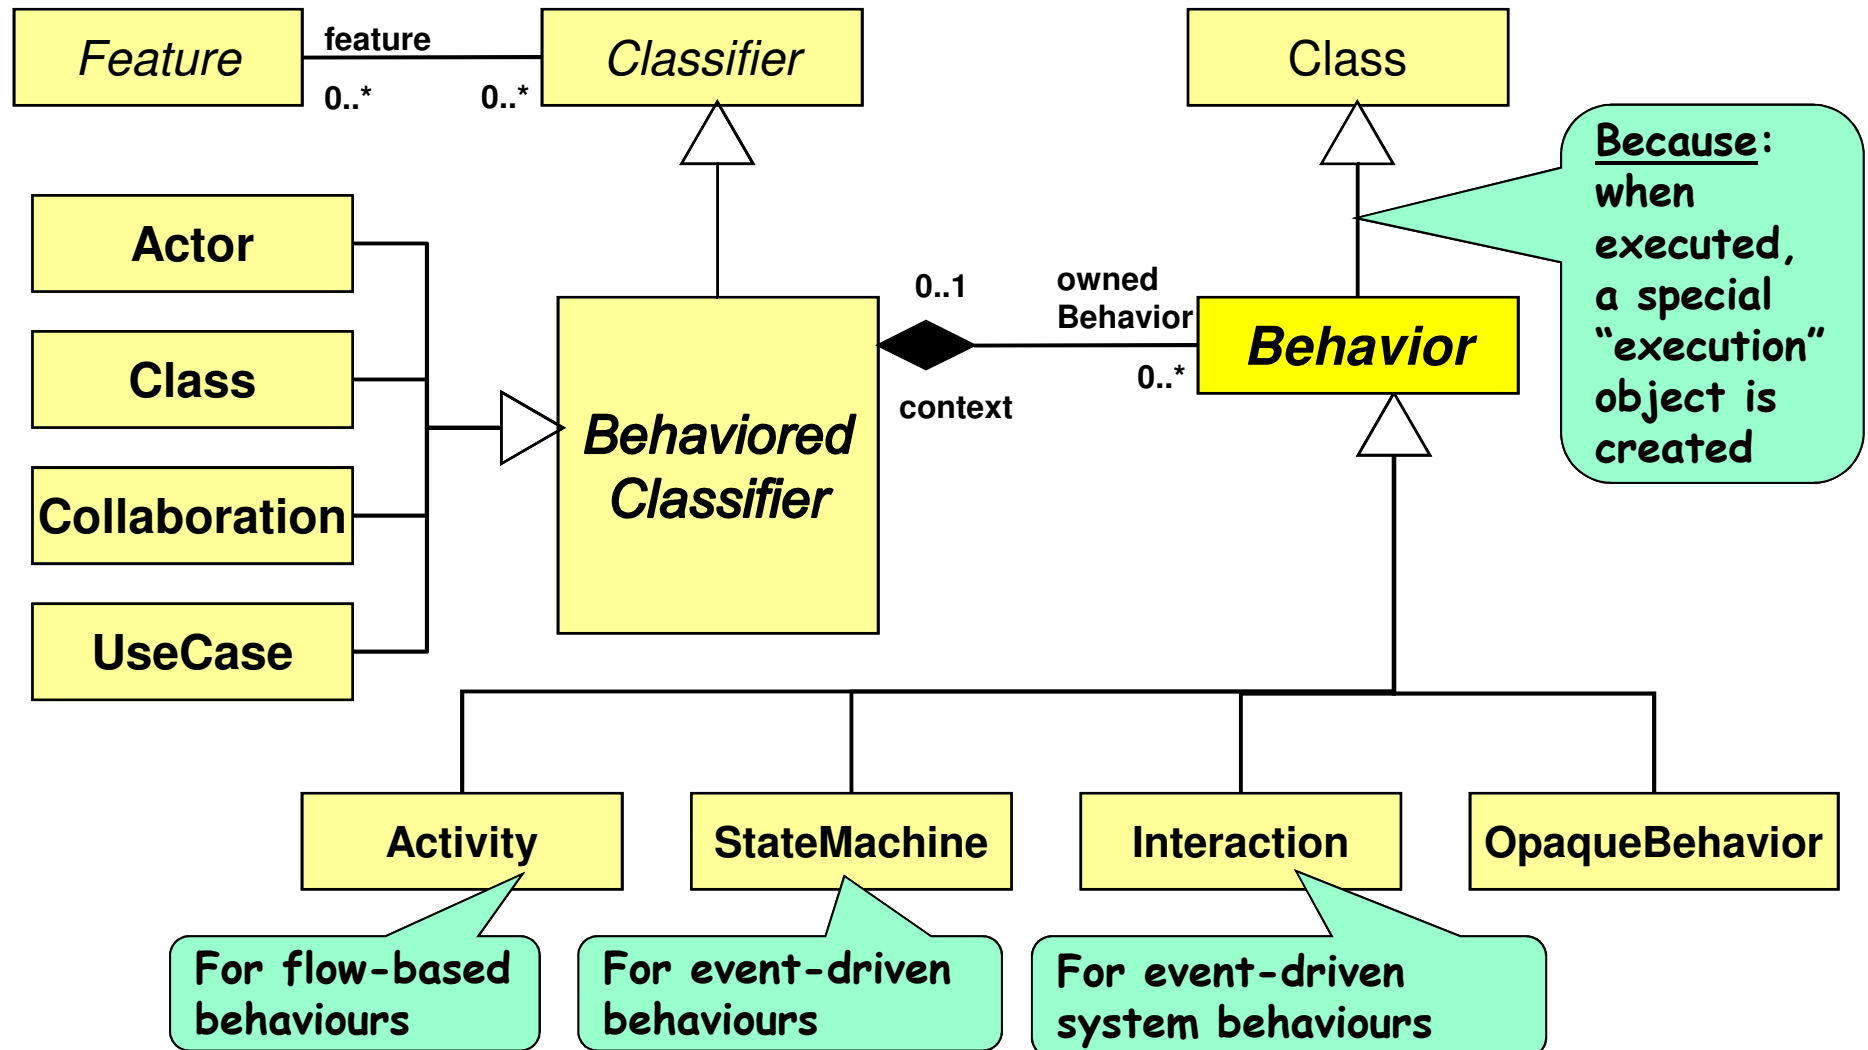 Feature
feature
0..*
0..*
Classifier
Class
Because:
when
executed,
a special
“execution”
object is
created
Actor
Class
Collaboration
UseCase
Behaviored
Classifier
0..1
context
owned
Behavior
0..*
Behavior
Activity
StateMachine
Interaction
OpaqueBehavior
For flow-based
behaviours
For event-driven
behaviours
For event-driven
system behaviours